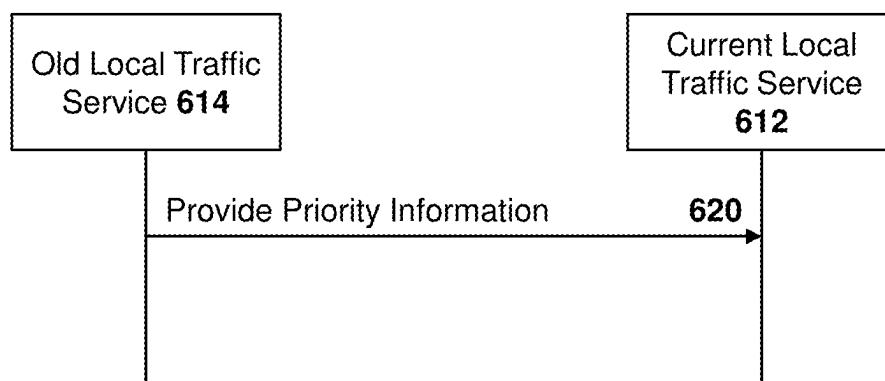 Old Local Traffic
Service 614
Current Local
Traffic Service
612
Provide Priority Information 620